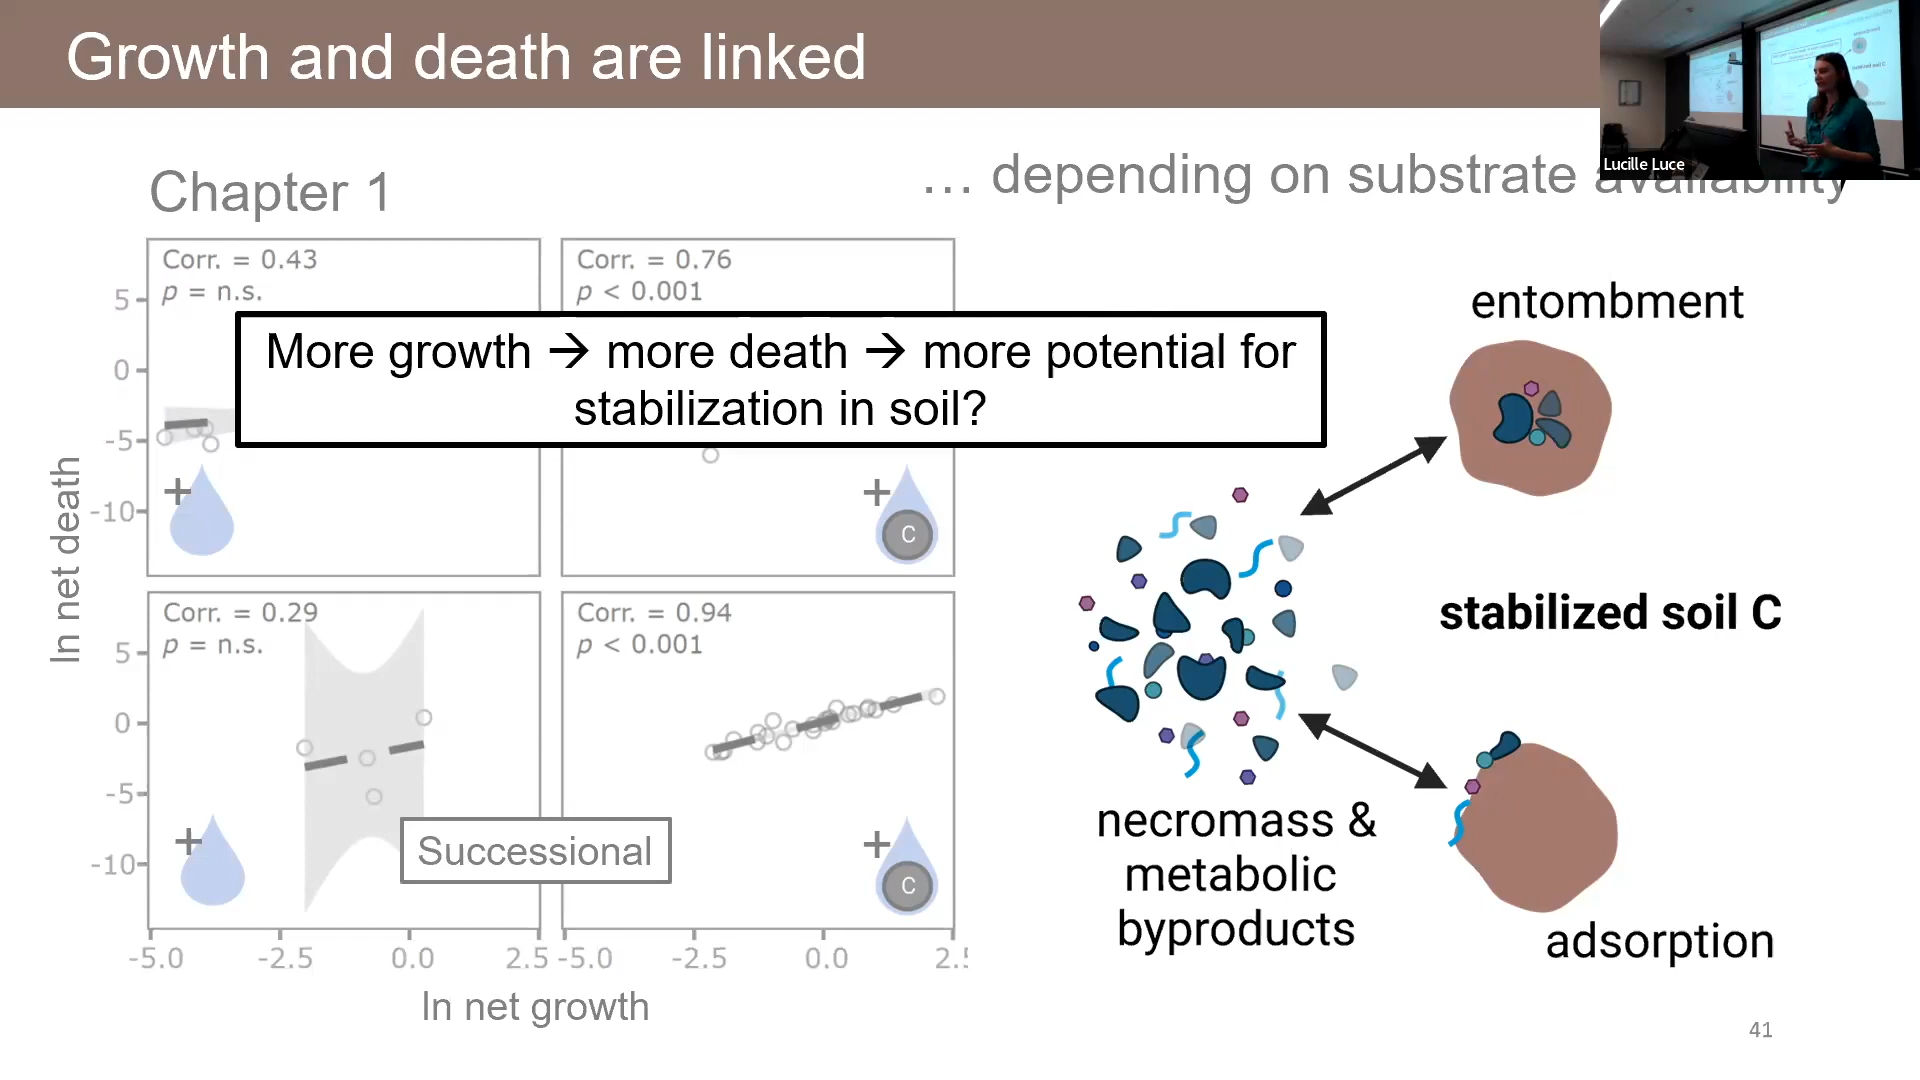 Growth and death are linked
Lucille Luce
Chapter 1
… depending on substrate availability
Corr. = 0.43
p = n.s.
Corr. = 0.76
p < 0.001
More growth → more death → more potential for
stabilization in soil?
5
0
-5
-10
+
+
C
Corr. = 0.29
p = n.s.
Corr. = 0.94
p < 0.001
5
0
-5
-10
+
+
C
Successional
-5.0
-2.5
0.0
2.5
-5.0
-2.5
0.0
ln net death
ln net growth
entombment
stabilized soil C
necromass &
metabolic
byproducts
adsorption
41